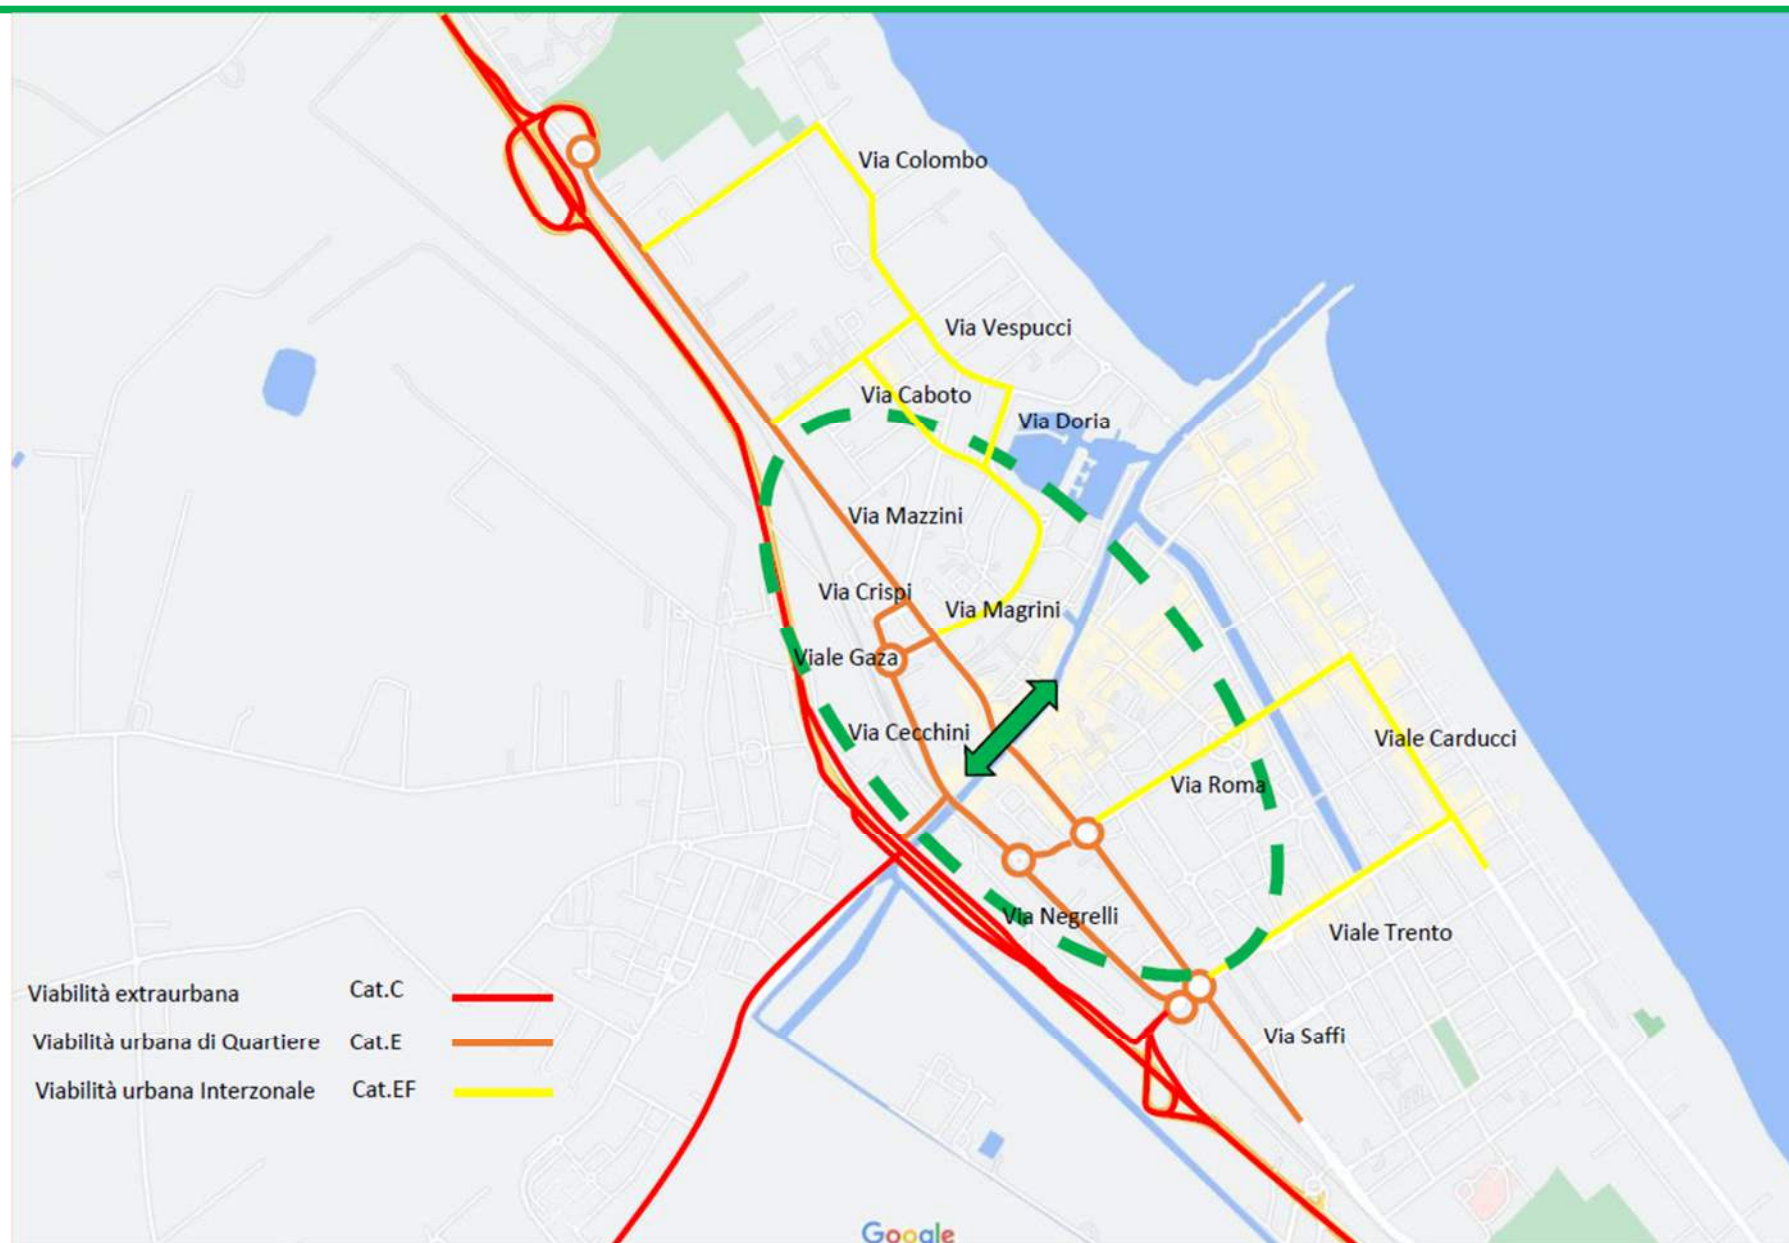 Via Colombo
Via Vespucci
Via Caboto
Via Doria
Via Mazzini
Via Crispi
Via Magrini
Viale Gaza
Via Cecchini
Viale Carducci
Via Roma
Via Negrelli
Viale Trento
Viabilità extraurbana Cat.C
Viabilità urbana di Quartiere Cat.E
Via Saffi
Viabilità urbana Interzonale Cat.EF
Google